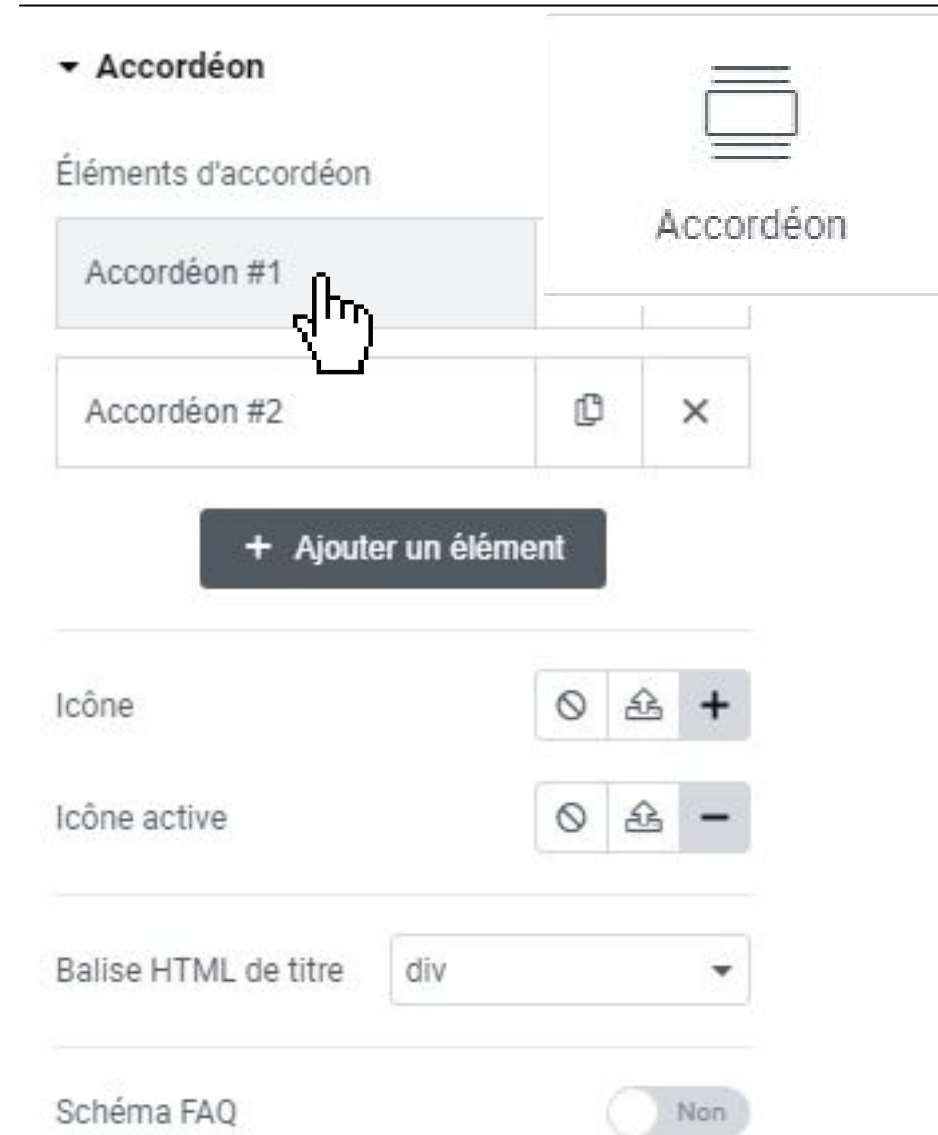 Accordéon
Accordéon
Éléments d'accordéon
Accordéon #1
Accordéon #2
+ Ajouter un élément
Icône
Icône active
Balise HTML de titre
div
Schéma FAQ
Non